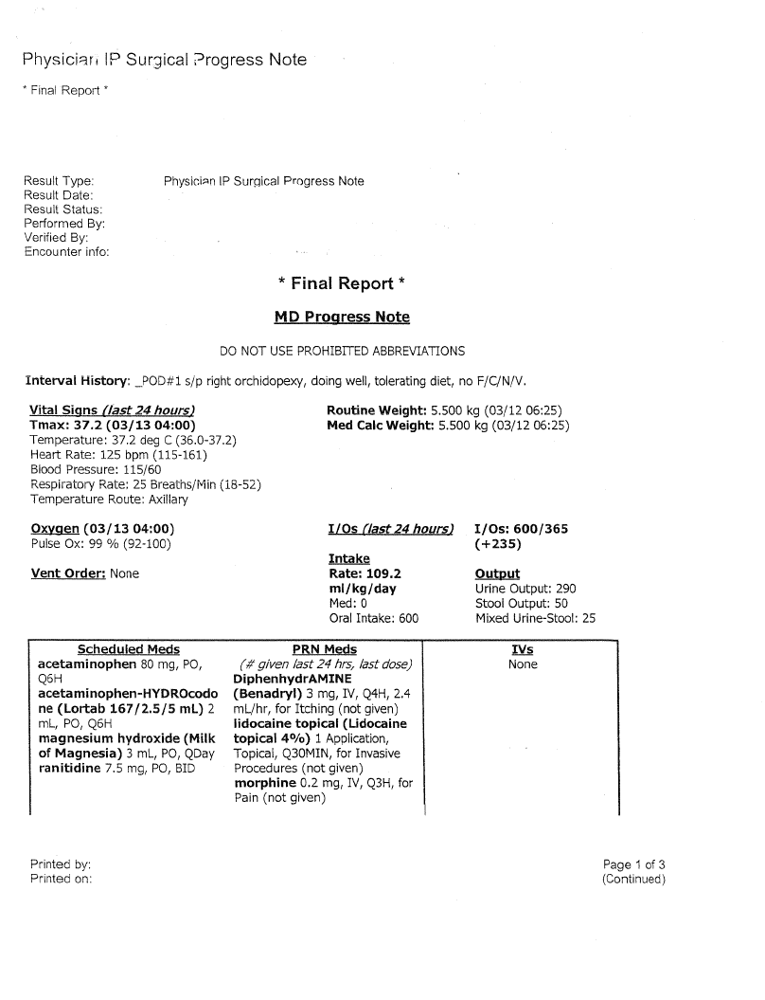 Physician IP Surgical Progress Note
* Final Report *
Result Type: Physician IP Surgical Progress Note
Result Date:
Result Status:
Performed By:
Verified By:
Encounter info:
* Final Report *
MD Progress Note
DO NOT USE PROHIBITED ABBREVIATIONS
Interval History: _POD#1 s/p right orchidopexy, doing well, tolerating diet, no F/C/N/V.
Vital Signs (last 24 hours)
Tmax: 37.2 (03/13 04:00)
Temperature: 37.2 deg C (36.0-37.2)
Heart Rate: 125 bpm (115-161)
Blood Pressure: 115/60
Respiratory Rate: 25 Breaths/Min (18-52)
Temperature Route: Axillary
Routine Weight: 5.500 kg (03/12 06:25)
Med Calc Weight: 5.500 kg (03/12 06:25)
Oxygen (03/13 04:00)
Pulse Ox: 99 % (92-100)
Vent Order: None
I/Os (last 24 hours)
Intake
Rate: 109.2
ml/kg/day
Med: 0
Oral Intake: 600
I/Os: 600/365
(+235)
Output
Urine Output: 290
Stool Output: 50
Mixed Urine-Stool: 25
Scheduled Meds
acetaminophen 80 mg, PO,
Q6H
acetaminophen-HYDROcodo
ne (Lortab 167/2.5/5 mL) 2
mL, PO, Q6H
magnesium hydroxide (Milk
of Magnesia) 3 mL, PO, QDay
ranitidine 7.5 mg, PO, BID
PRN Meds
(# given last 24 hrs, last dose)
DiphenhydrAMINE
(Benadryl) 3 mg, IV, Q4H, 2.4
mL/hr, for Itching (not given)
lidocaine topical (Lidocaine
topical 4%) 1 Application,
Topical, Q30MIN, for Invasive
Procedures (not given)
morphine 0.2 mg, IV, Q3H, for
Pain (not given)
IVs
None
Printed by:
Printed on:
Page 1 of 3
(Continued)